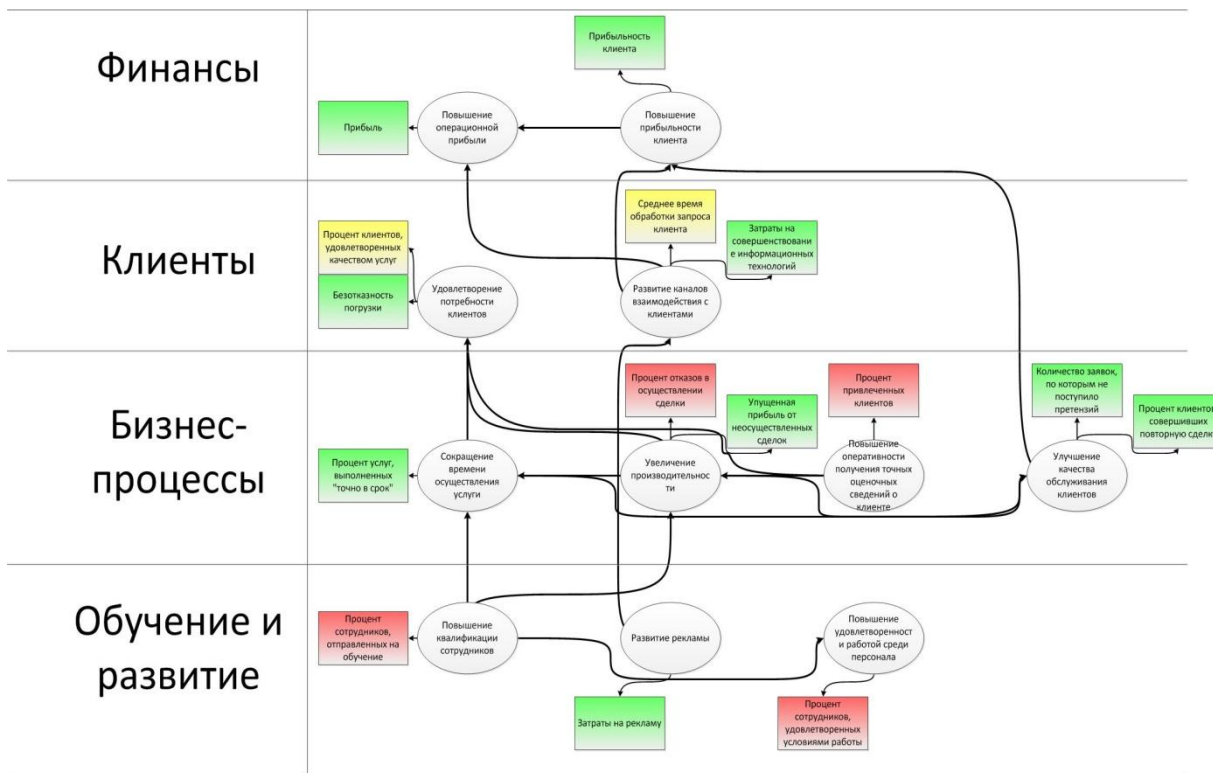 Финансы
Прибыльность
клиента
Прибыль
Повышение
операционной
прибыли
Повышение
прибыльности
клиента
Клиенты
Процент клиентов,
удовлетворенных
качеством услуг
Безотказность
погрузки
Удовлетворение
потребности
клиентов
Среднее время
обработки запроса
клиента
Затраты на
совершенствовани
е информационных
технологий
Развитие каналов
взаимодействия с
клиентами
Бизнес-
процессы
Процент услуг,
выполненных
"точно в срок"
Сокращение
времени
осуществления
услуги
Процент отказов в
осуществлении
сделки
Упущенная
прибыль от
неосуществленных
сделок
Увеличение
производительнос
ти
Процент
привлеченных
клиентов
Повышение
оперативности
получения точных
оценочных
сведений о
клиенте
Количество заявок,
по которым не
поступило
претензий
Процент клиентов,
совершивших
повторную сделку
Улучшение
качества
обслуживания
клиентов
Обучение и
развитие
Процент
сотрудников,
отправленных на
обучение
Повышение
квалификации
сотрудников
Развитие рекламы
Затраты на рекламу
Повышение
удовлетворенност
и работой среди
персонала
Процент
сотрудников,
удовлетворенных
условиями работы